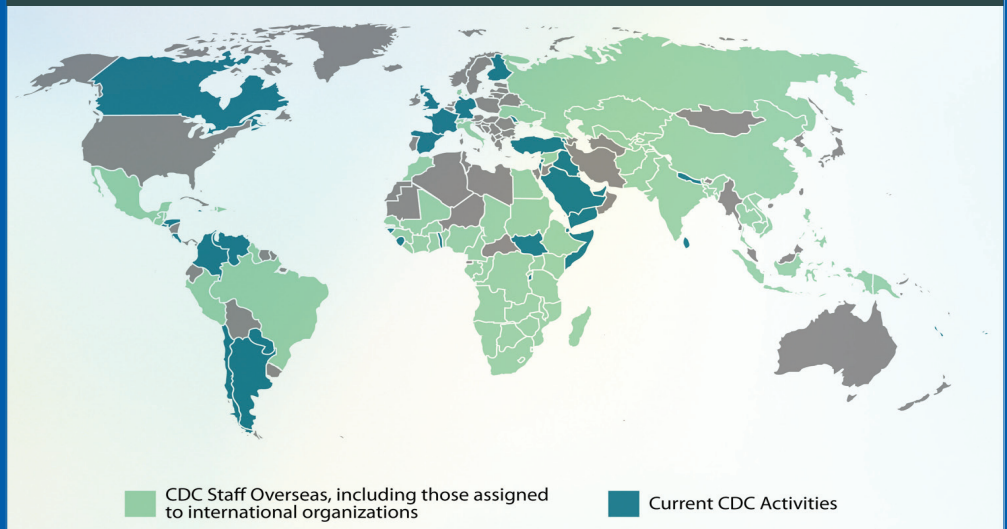 CDC Staff Overseas, including those assigned
to international organizations
Current CDC Activities